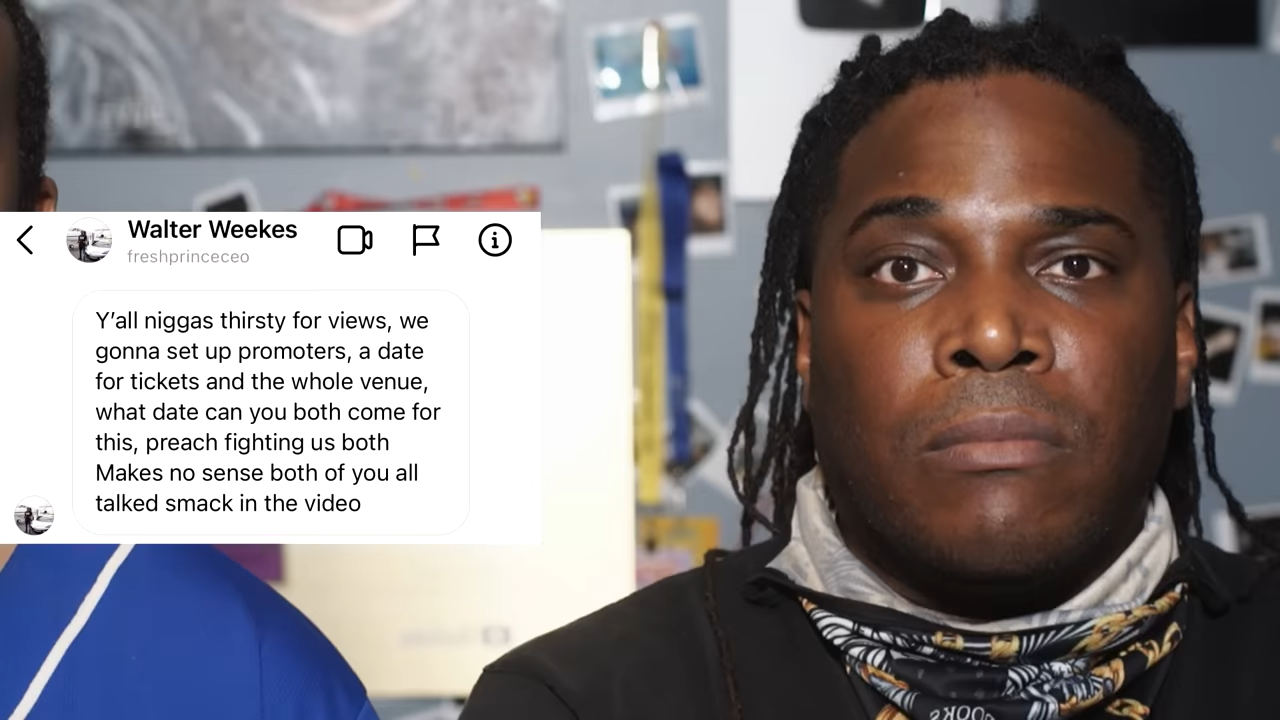 Walter Weekes
freshprinceceo
Y’all niggas thirsty for views, we
gonna set up promoters, a date
for tickets and the whole venue,
what date can you both come for
this, preach fighting us both
Makes no sense both of you all
talked smack in the video